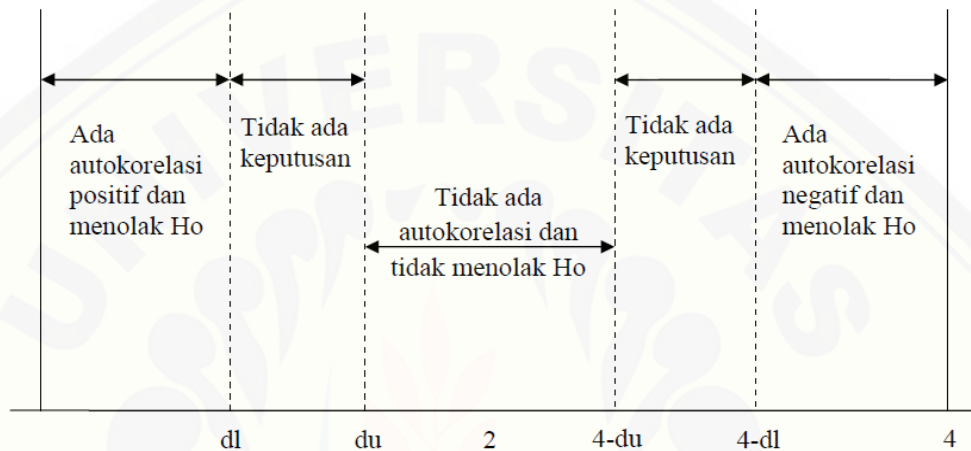 Ada
autokorelasi
positif dan
menolak Ho
Tidak ada
keputusan
Tidak ada
autokorelasi dan
tidak menolak Ho
Tidak ada
keputusan
Ada
autokorelasi
negatif dan
menolak Ho
dl du 2 4-du 4-dl 4
UNIVERSITAS